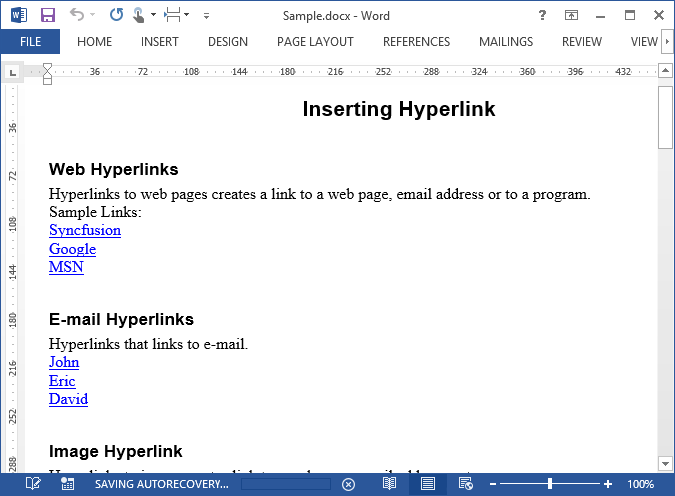 Sample.docx - Word
FILE HOME INSERT DESIGN PAGE LAYOUT REFERENCES MAILINGS REVIEW VIEW
36 72 108 144 180 216 252 288 324 360 396 432
36
72
108
144
180
216
252
288
Inserting Hyperlink
Web Hyperlinks
Hyperlinks to web pages creates a link to a web page, email address or to a program.
Sample Links:
Syncfusion
Google
MSN
E-mail Hyperlinks
Hyperlinks that links to e-mail.
John
Eric
David
Image Hyperlink
SAVING AUTORECOVERY... 100%